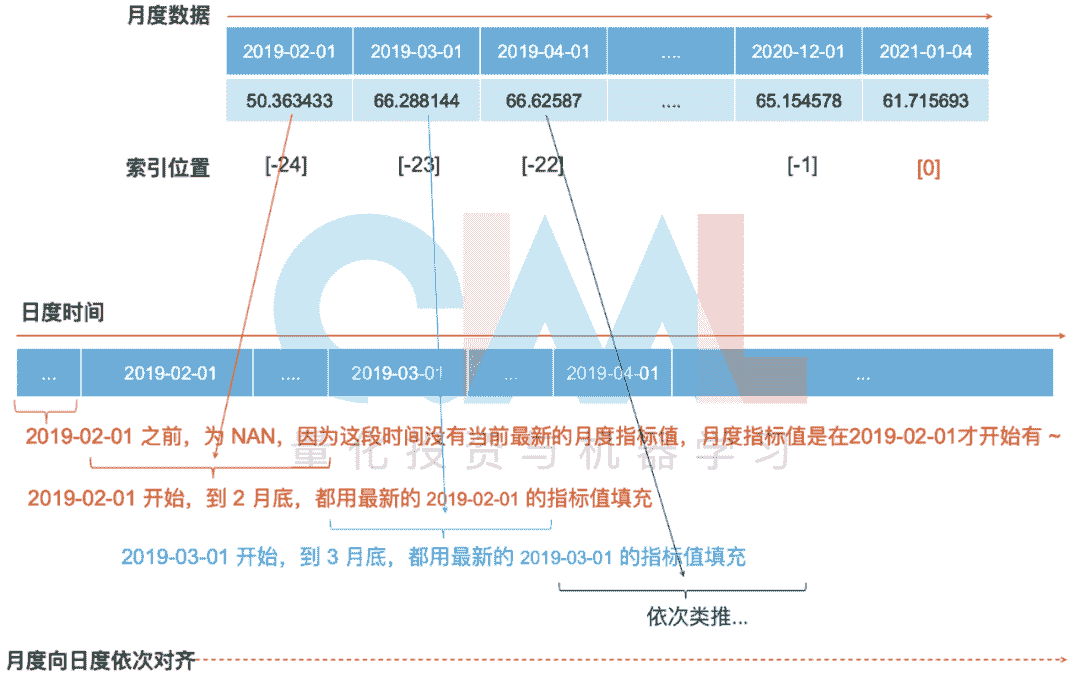 月度数据
2019-02-01 2019-03-01 2019-04-01 .... 2020-12-01 2021-01-04
50.363433 66.288144 66.62587 .... 65.154578 61.715693
索引位置 [-24] [-23] [-22] [-1] [0]
QIML
日度时间
... 2019-02-01 .... 2019-03-01 ... 2019-04-01 ...
2019-02-01 之前，为 NAN，因为这段时间没有当前最新的月度指标值，月度指标值是在2019-02-01才开始有 ~
量化投资与机器学习
2019-02-01 开始，到 2 月底，都用最新的 2019-02-01 的指标值填充
2019-03-01 开始，到 3 月底，都用最新的 2019-03-01 的指标值填充
依次类推...
月度向日度依次对齐